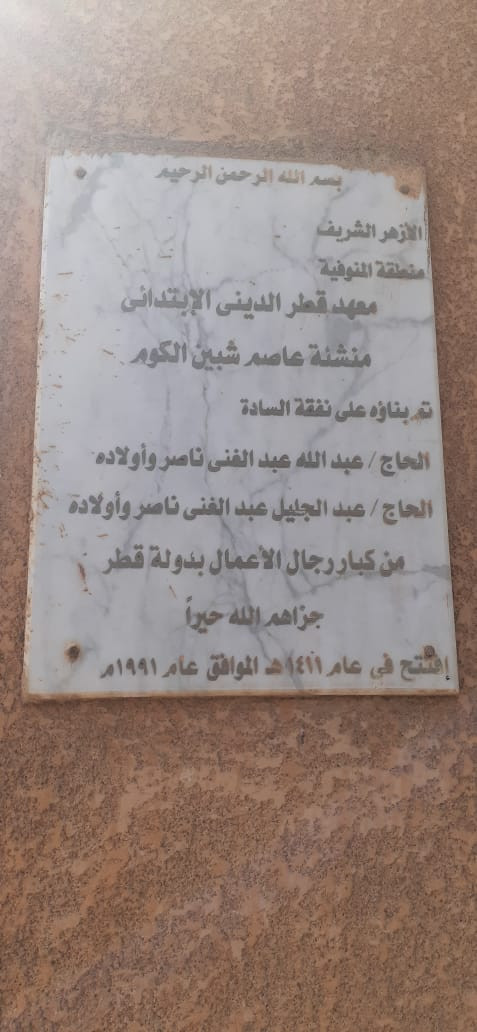 بسم الله الرحمن الرحيم
الأزهر الشريف
منطقة المنوفية
معهد قطر الدينى الإبتدائى
منشئة عاصم شبين الكوم
تم بناؤه على نفقة السادة
الحاج / عبد الله عبد الغنى ناصر وأولاده
الحاج / عبد الجليل عبد الغنى ناصر وأولاده
من كبار رجال الأعمال بدولة قطر
جزاهم الله خيراً
إفتتح فى عام ١٤١١هـ الموافق عام ١٩٩١م